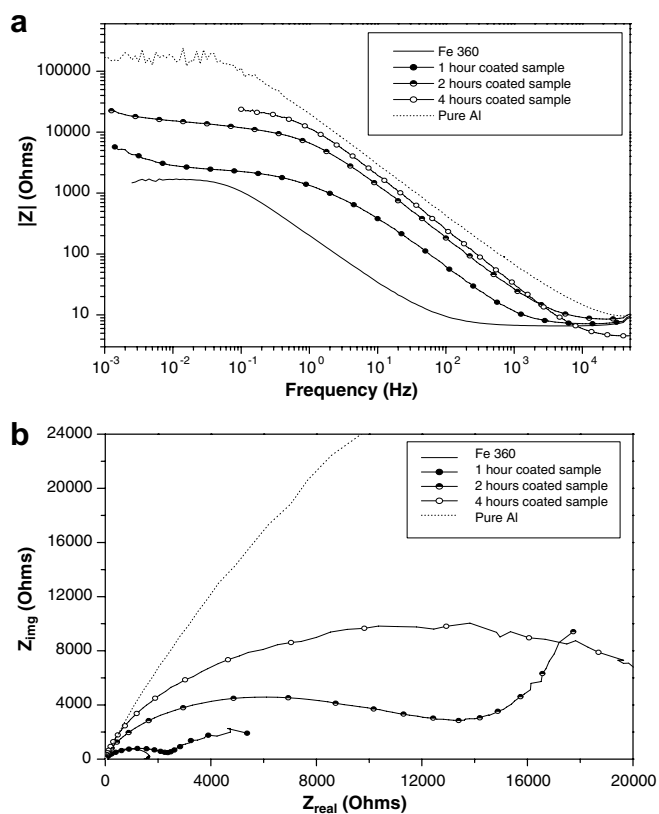 a
100000
10000
1000
100
10
|Z| (Ohms)
Fe 360
1 hour coated sample
2 hours coated sample
4 hours coated sample
Pure Al
10-3 10-2 10-1 100 101 102 103 104
Frequency (Hz)
b
24000
20000
16000
12000
8000
4000
0
Zimg (Ohms)
Fe 360
1 hour coated sample
2 hours coated sample
4 hours coated sample
Pure Al
0 4000 8000 12000 16000 20000
Zreal (Ohms)